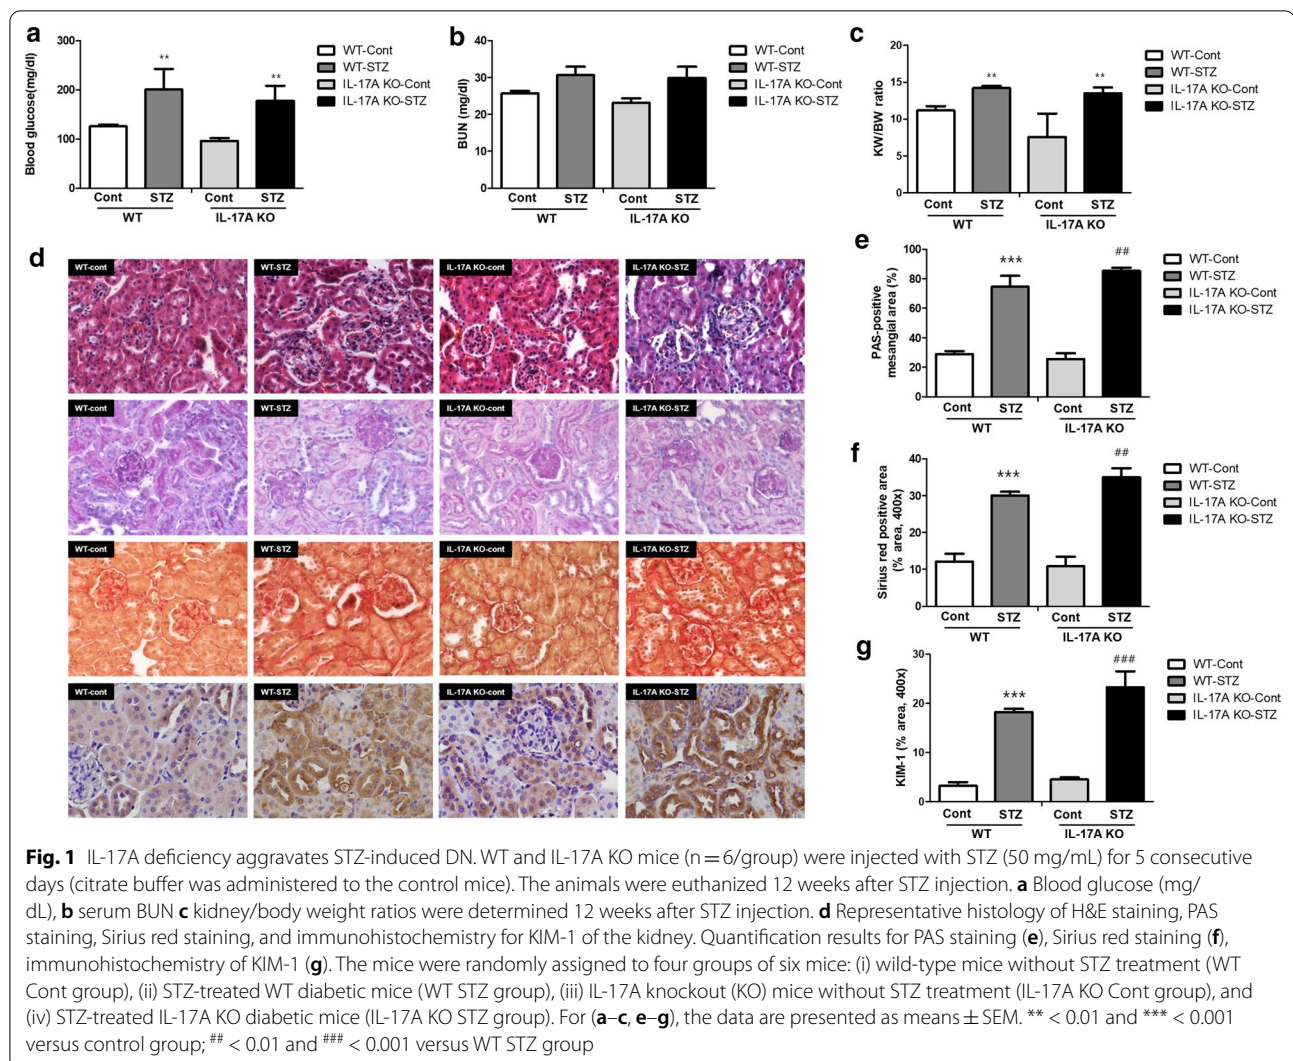 a
300
200
100
0
Blood glucose(mg/dl)
**
**
Cont
STZ
Cont
STZ
WT
IL-17A KO
WT-Cont
WT-STZ
IL-17A KO-Cont
IL-17A KO-STZ
b
40
30
20
10
0
BUN (mg/dl)
Cont
STZ
Cont
STZ
WT
IL-17A KO
WT-Cont
WT-STZ
IL-17A KO-Cont
IL-17A KO-STZ
c
20
15
10
5
0
KW/BW ratio
**
**
Cont
STZ
Cont
STZ
WT
IL-17A KO
WT-Cont
WT-STZ
IL-17A KO-Cont
IL-17A KO-STZ
d
WT-cont
WT-STZ
IL-17A KO-cont
IL-17A KO-STZ
WT-cont
WT-STZ
IL-17A KO-cont
IL-17A KO-STZ
WT-cont
WT-STZ
IL-17A KO-cont
IL-17A KO-STZ
WT-cont
WT-STZ
IL-17A KO-cont
IL-17A KO-STZ
e
100
80
60
40
20
0
PAS-positive
mesangial area (%)
***
##
Cont
STZ
Cont
STZ
WT
IL-17A KO
WT-Cont
WT-STZ
IL-17A KO-Cont
IL-17A KO-STZ
f
40
30
20
10
0
Sirius red positive area
(% area, 400x)
***
##
Cont
STZ
Cont
STZ
WT
IL-17A KO
WT-Cont
WT-STZ
IL-17A KO-Cont
IL-17A KO-STZ
g
30
20
10
0
KIM-1 (% area, 400x)
***
###
Cont
STZ
Cont
STZ
WT
IL-17A KO
WT-Cont
WT-STZ
IL-17A KO-Cont
IL-17A KO-STZ
Fig. 1 IL-17A deficiency aggravates STZ-induced DN. WT and IL-17A KO mice (n = 6/group) were injected with STZ (50 mg/mL) for 5 consecutive
days (citrate buffer was administered to the control mice). The animals were euthanized 12 weeks after STZ injection. a Blood glucose (mg/
dL), b serum BUN c kidney/body weight ratios were determined 12 weeks after STZ injection. d Representative histology of H&E staining, PAS
staining, Sirius red staining, and immunohistochemistry for KIM-1 of the kidney. Quantification results for PAS staining (e), Sirius red staining (f),
immunohistochemistry of KIM-1 (g). The mice were randomly assigned to four groups of six mice: (i) wild-type mice without STZ treatment (WT
Cont group), (ii) STZ-treated WT diabetic mice (WT STZ group), (iii) IL-17A knockout (KO) mice without STZ treatment (IL-17A KO Cont group), and
(iv) STZ-treated IL-17A KO diabetic mice (IL-17A KO STZ group). For (a–c, e–g), the data are presented as means ± SEM. ** < 0.01 and *** < 0.001
versus control group; ## < 0.01 and ### < 0.001 versus WT STZ group